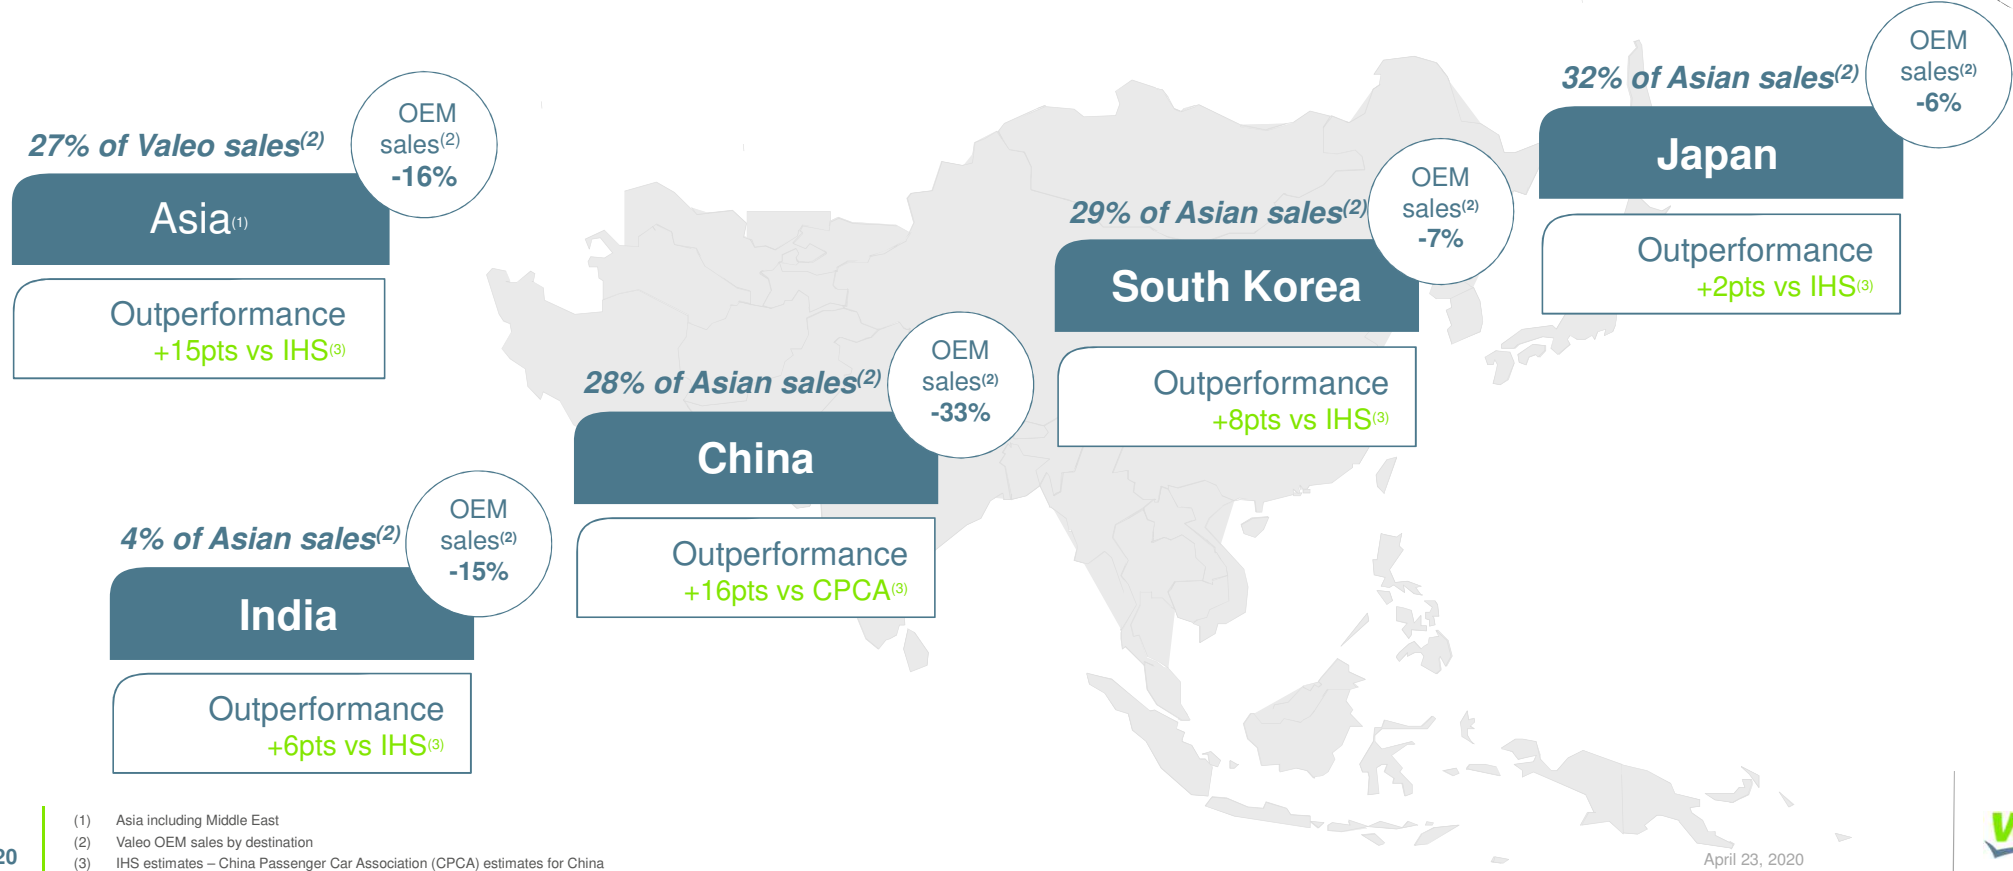 27% of Valeo sales(2)
OEM
sales(2)
-16%
Asia(1)
Outperformance
+15pts vs IHS(3)
4% of Asian sales(2)
OEM
sales(2)
-15%
India
Outperformance
+6pts vs IHS(3)
28% of Asian sales(2)
OEM
sales(2)
-33%
China
Outperformance
+16pts vs CPCA(3)
29% of Asian sales(2)
OEM
sales(2)
-7%
South Korea
Outperformance
+8pts vs IHS(3)
32% of Asian sales(2)
OEM
sales(2)
-6%
Japan
Outperformance
+2pts vs IHS(3)
20
(1) Asia including Middle East
(2) Valeo OEM sales by destination
(3) IHS estimates – China Passenger Car Association (CPCA) estimates for China
April 23, 2020